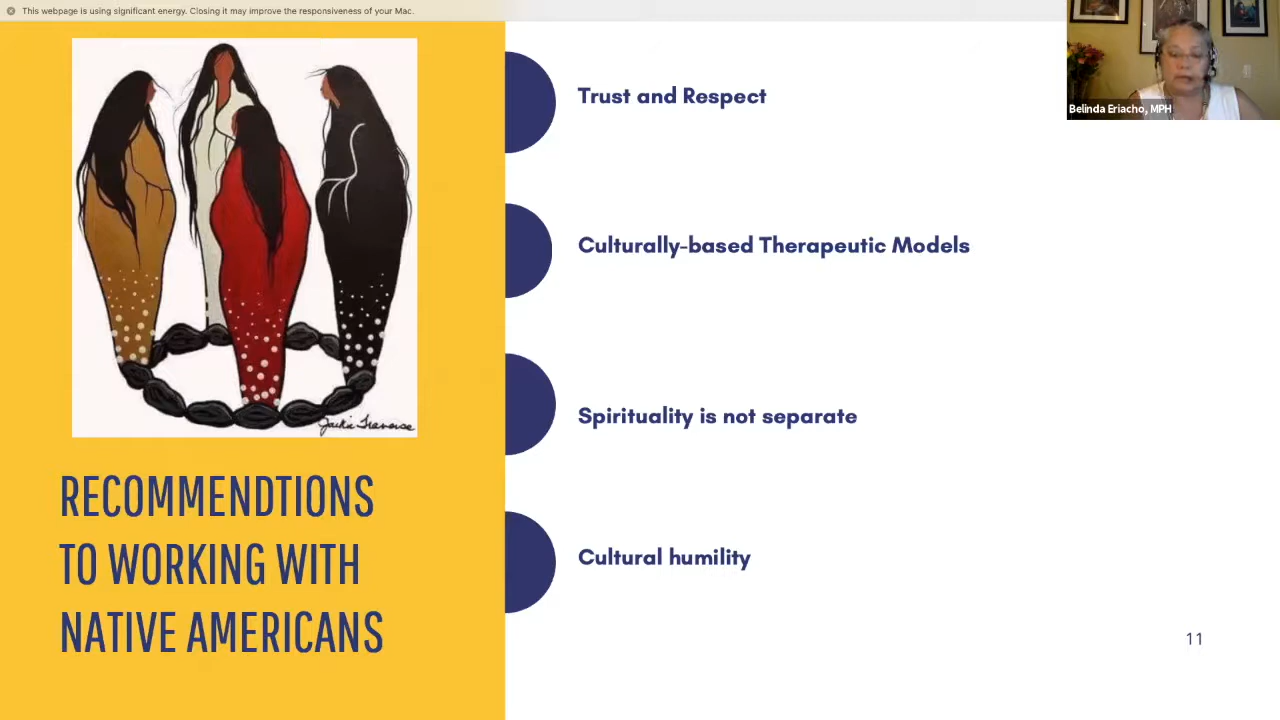 This webpage is using significant energy. Closing it may improve the responsiveness of your Mac.
Belinda Eriacho, MPH
Trust and Respect
Culturally-based Therapeutic Models
Spirituality is not separate
Cultural humility
Jackie Traverse
RECOMMENDTIONS
TO WORKING WITH
NATIVE AMERICANS
11